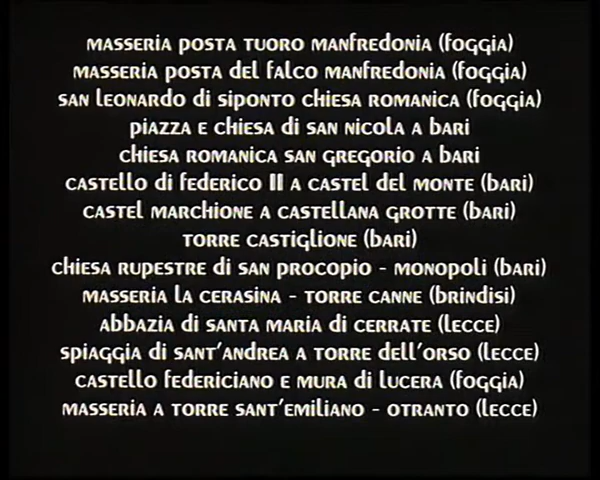 masseria posta tuoro manfredonia (foggia)
masseria posta del falco manfredonia (foggia)
san leonardo di siponto chiesa romanica (foggia)
piazza e chiesa di san nicola a bari
chiesa romanica san gregorio a bari
castello di federico II a castel del monte (bari)
castel marchione a castellana grotte (bari)
torre castiglione (bari)
chiesa rupestre di san procopio - monopoli (bari)
masseria la cerasina - torre canne (brindisi)
abbazia di santa maria di cerrate (lecce)
spiaggia di sant'andrea a torre dell'orso (lecce)
castello federiciano e mura di lucera (foggia)
masseria a torre sant'emiliano - otranto (lecce)